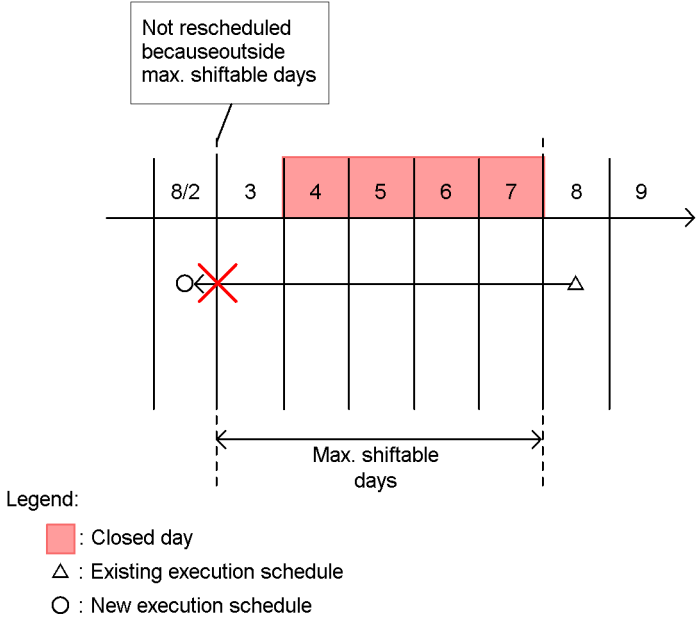 Not rescheduled
becauseoutside
max. shiftable days
8/2 3 4 5 6 7 8 9
Max. shiftable
days
Legend:
: Closed day
: Existing execution schedule
: New execution schedule